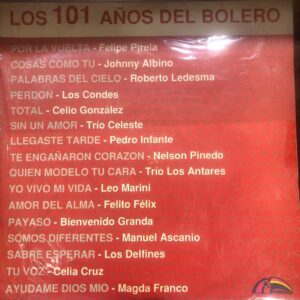 LOS 101 AÑOS DEL BOLERO
POR LA VUELTA - Felipe Pirela
COSAS COMO TU - Johnny Albino
PALABRAS DEL CIELO - Roberto Ledesma
PERDON - Los Condes
TOTAL - Celio González
SIN UN AMOR - Trío Celeste
LLEGASTE TARDE - Pedro Infante
TE ENGAÑARON CORAZON - Nelson Pinedo
QUIEN MODELO TU CARA - Trío Los Antares
YO VIVO MI VIDA - Leo Marini
AMOR DEL ALMA - Felito Félix
PAYASO - Bienvenido Granda
SOMOS DIFERENTES - Manuel Ascanio
SABRE ESPERAR - Los Delfines
TU VOZ - Celia Cruz
AYUDAME DIOS MIO - Magda Franco